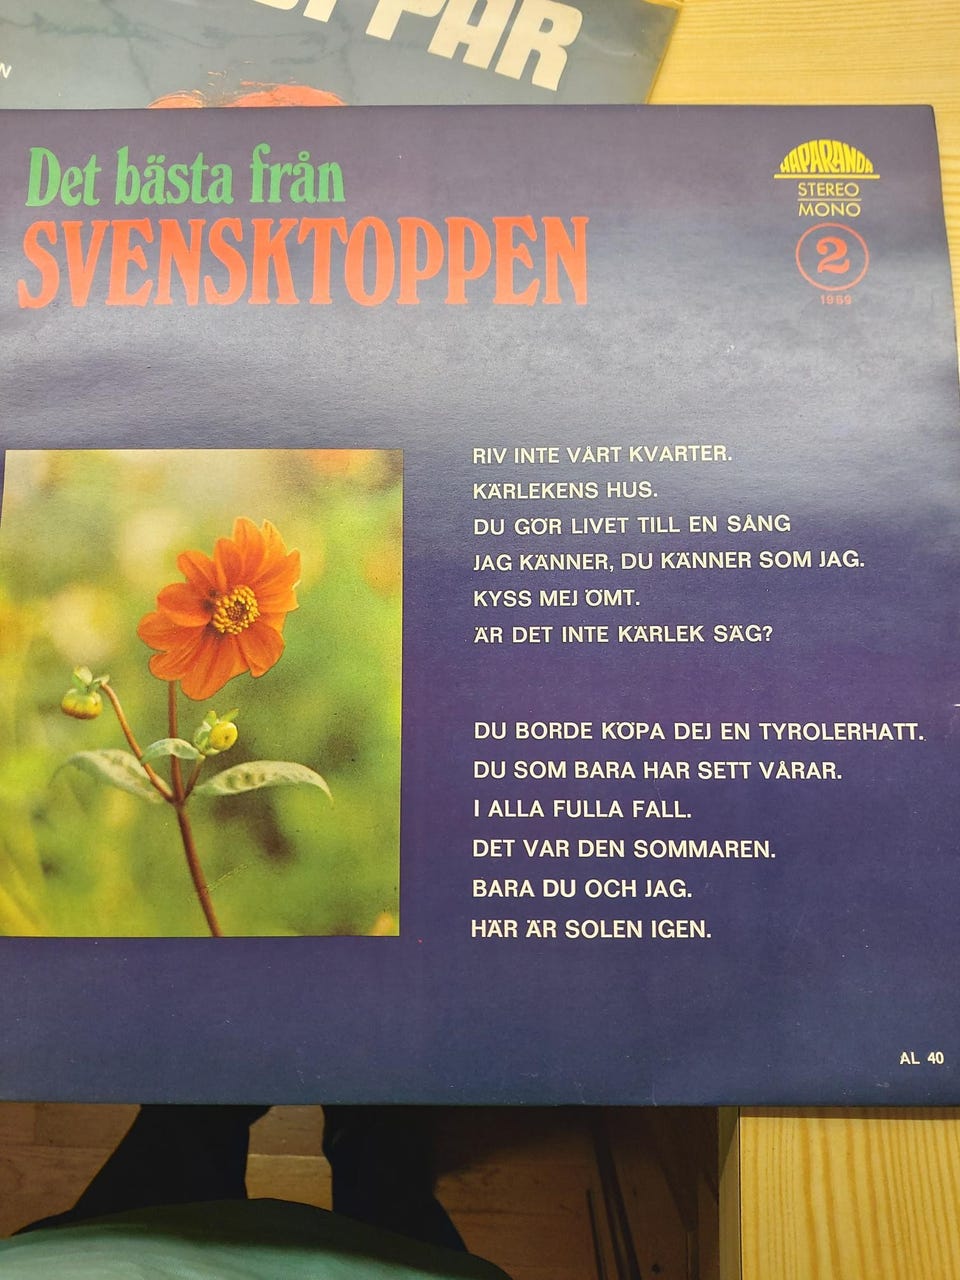 PAR
Det bästa från
SVENSKTOPPEN
HAPARANDA
STEREO
MONO
2
1969
RIV INTE VÅRT KVARTER.
KÄRLEKENS HUS.
DU GÖR LIVET TILL EN SÅNG
JAG KÄNNER, DU KÄNNER SOM JAG.
KYSS MEJ ÖMT.
ÄR DET INTE KÄRLEK SÄG?
DU BORDE KÖPA DEJ EN TYROLERHATT.
DU SOM BARA HAR SETT VÅRAR.
I ALLA FULLA FALL.
DET VAR DEN SOMMAREN.
BARA DU OCH JAG.
HÄR ÄR SOLEN IGEN.
AL 40